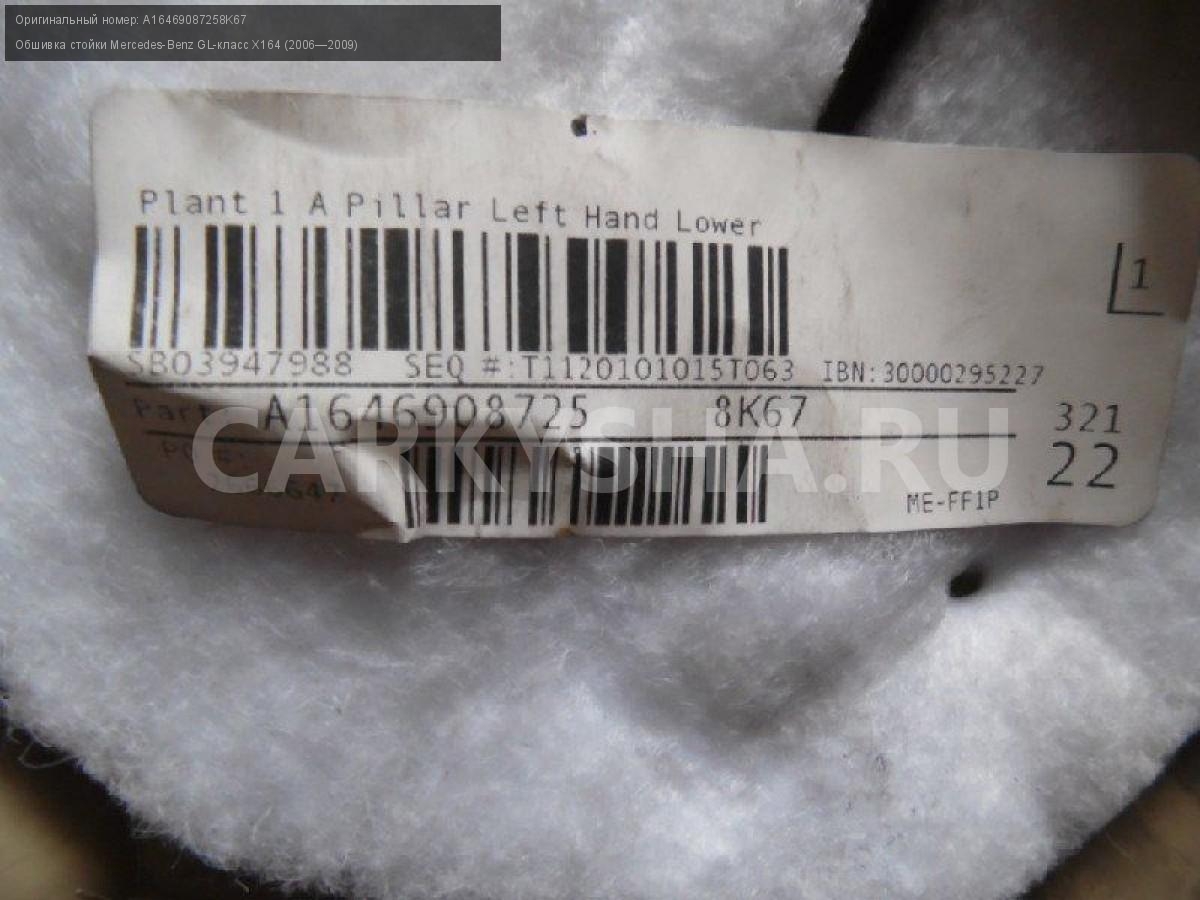 Оригинальный номер: A16469087258K67
Обшивка стойки Mercedes-Benz GL-класс X164 (2006—2009)
Plant 1 A Pillar Left Hand Lower
1
SB03947988 SEQ #:T1120101015T063 IBN:30000295227
Part A1646908725 8K67 321
CARKYSHA.RU
22
ME-FF1P